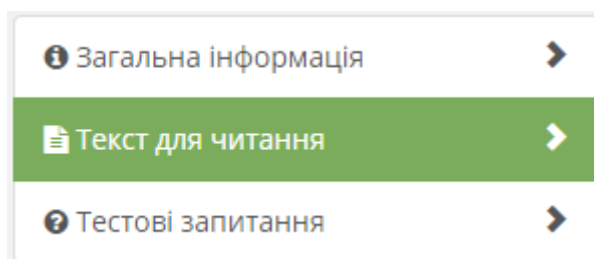 Загальна інформація
Текст для читання
Тестові запитання